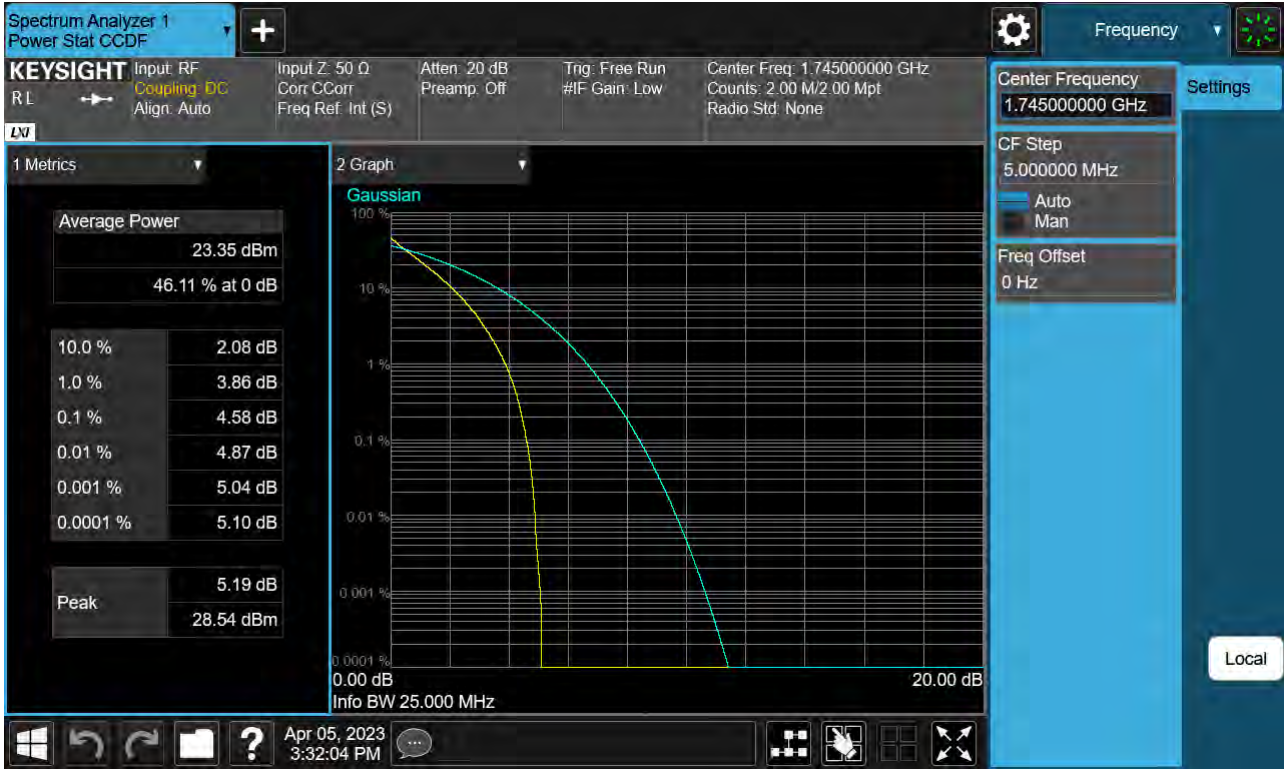 Spectrum Analyzer 1
Power Stat CCDF
+
Frequency
KEYSIGHT
R L
LXI
Input: RF
Coupling: DC
Align: Auto
Input Z: 50 Ω
Corr CCorr
Freq Ref: Int (S)
Atten: 20 dB
Preamp: Off
Trig: Free Run
#IF Gain: Low
Center Freq: 1.745000000 GHz
Counts: 2.00 M/2.00 Mpt
Radio Std: None
Center Frequency
1.745000000 GHz
Settings
CF Step
5.000000 MHz
Auto
Man
Freq Offset
0 Hz
Local
1 Metrics
Average Power
23.35 dBm
46.11 % at 0 dB
10.0 % 2.08 dB
1.0 % 3.86 dB
0.1 % 4.58 dB
0.01 % 4.87 dB
0.001 % 5.04 dB
0.0001 % 5.10 dB
Peak
5.19 dB
28.54 dBm
2 Graph
Gaussian
100 %
10 %
1 %
0.1 %
0.01 %
0.001 %
0.0001 %
0.00 dB 20.00 dB
Info BW 25.000 MHz
?
Apr 05, 2023
3:32:04 PM